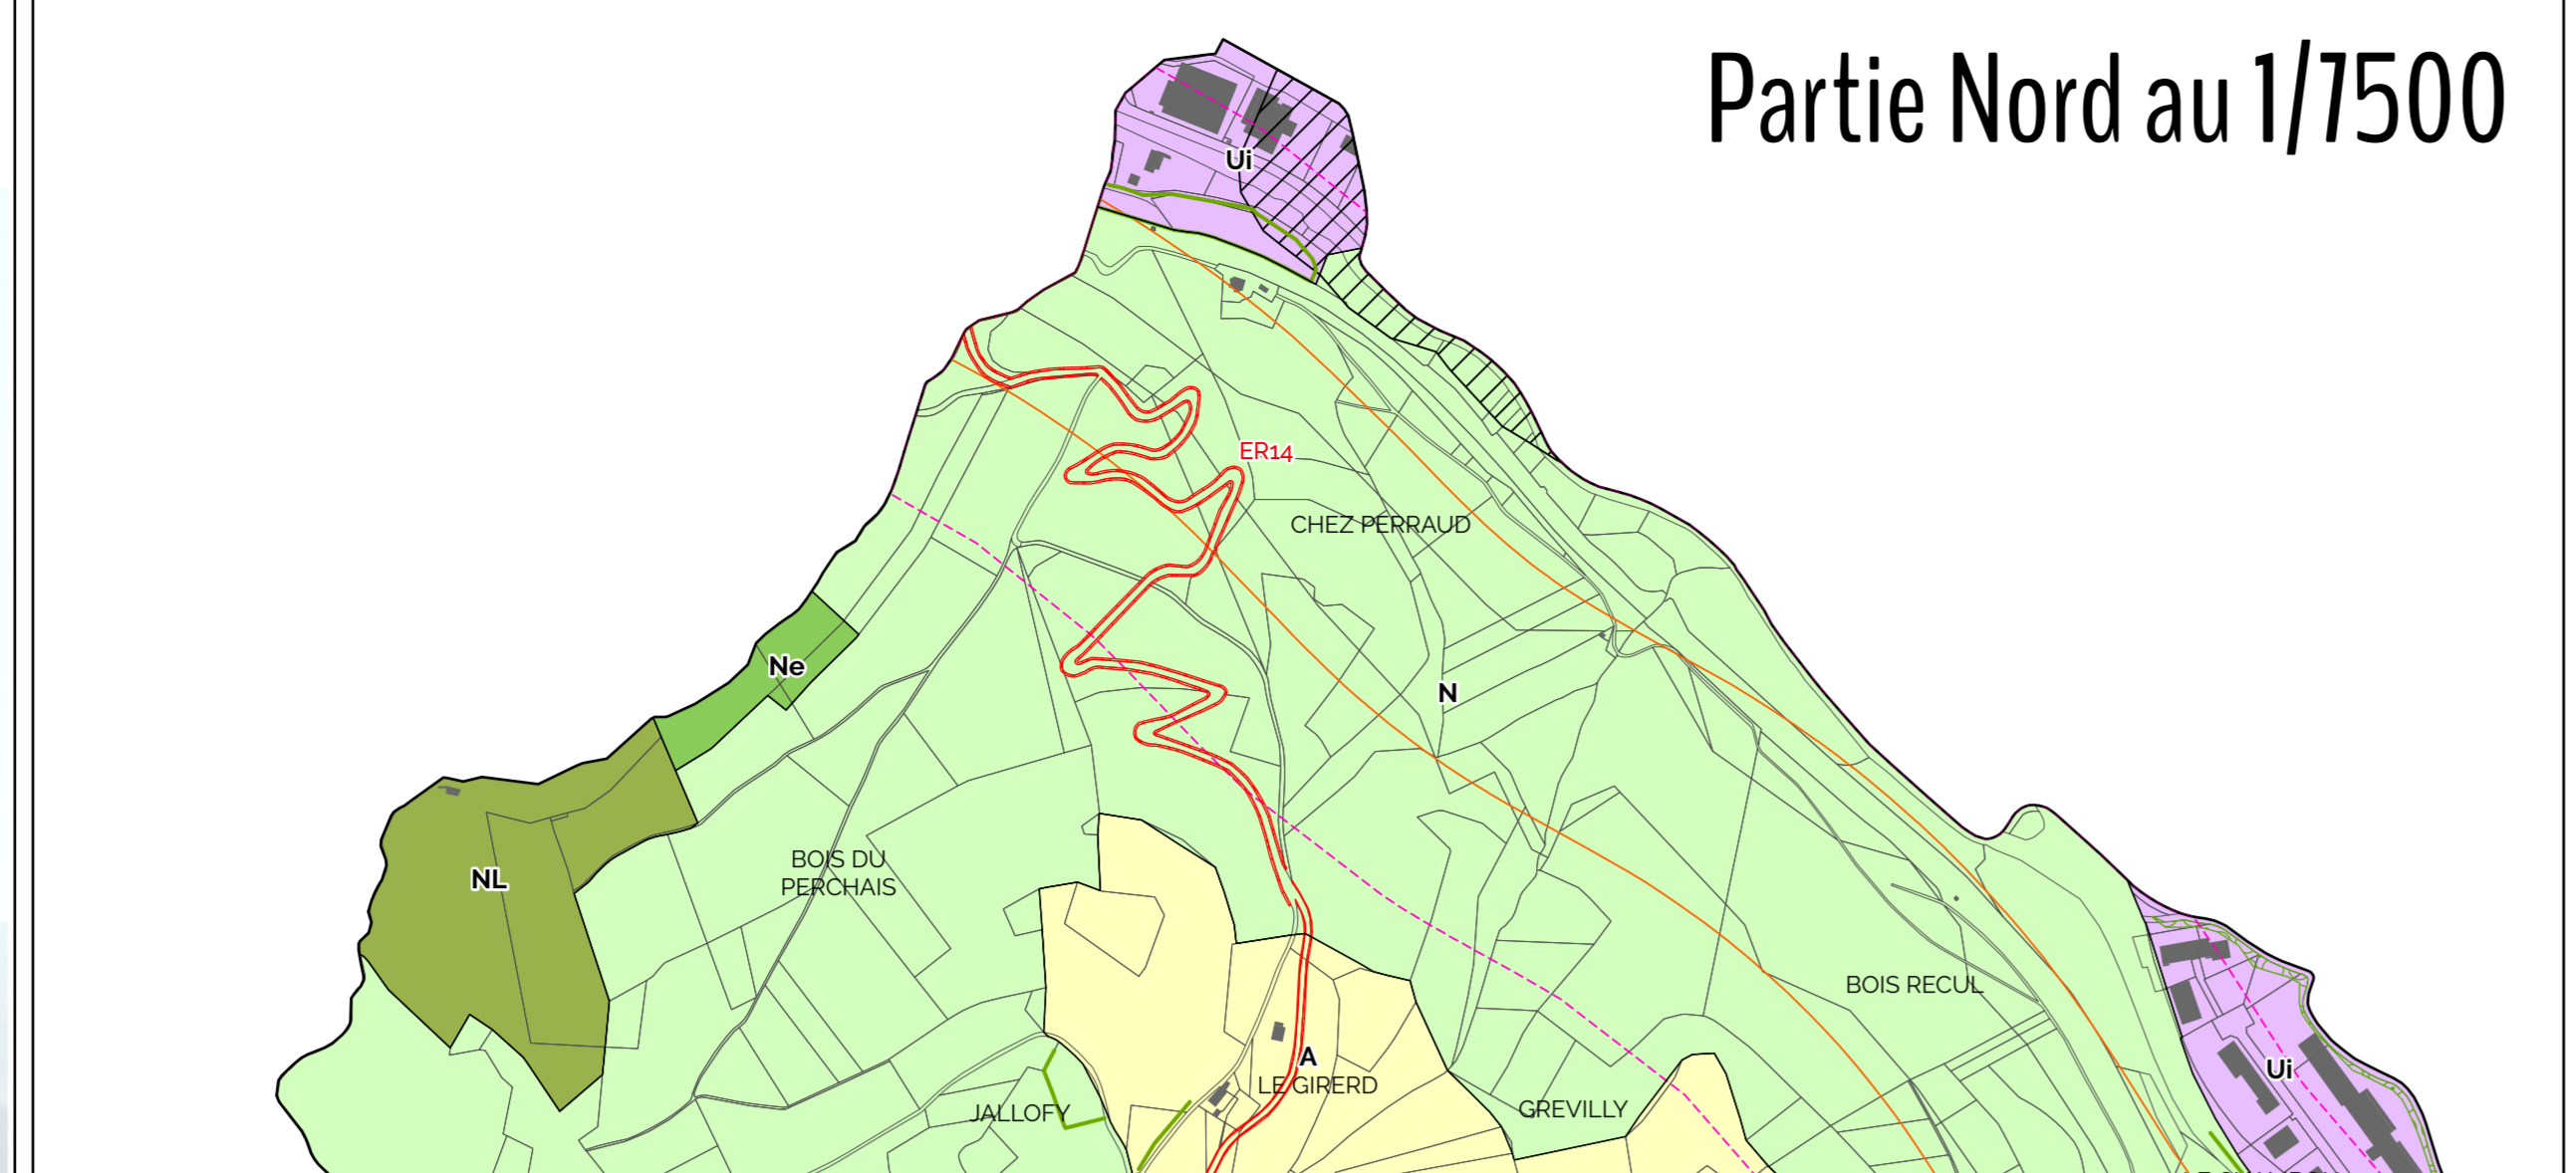 Partie Nord au 1/7500
Ui
ER14
CHEZ PERRAUD
Ne
N
BOIS DU
PERCHAIS
NL
BOIS RECUL
A
Ui
LE GIRERD
JALLOFY
GREVILLY